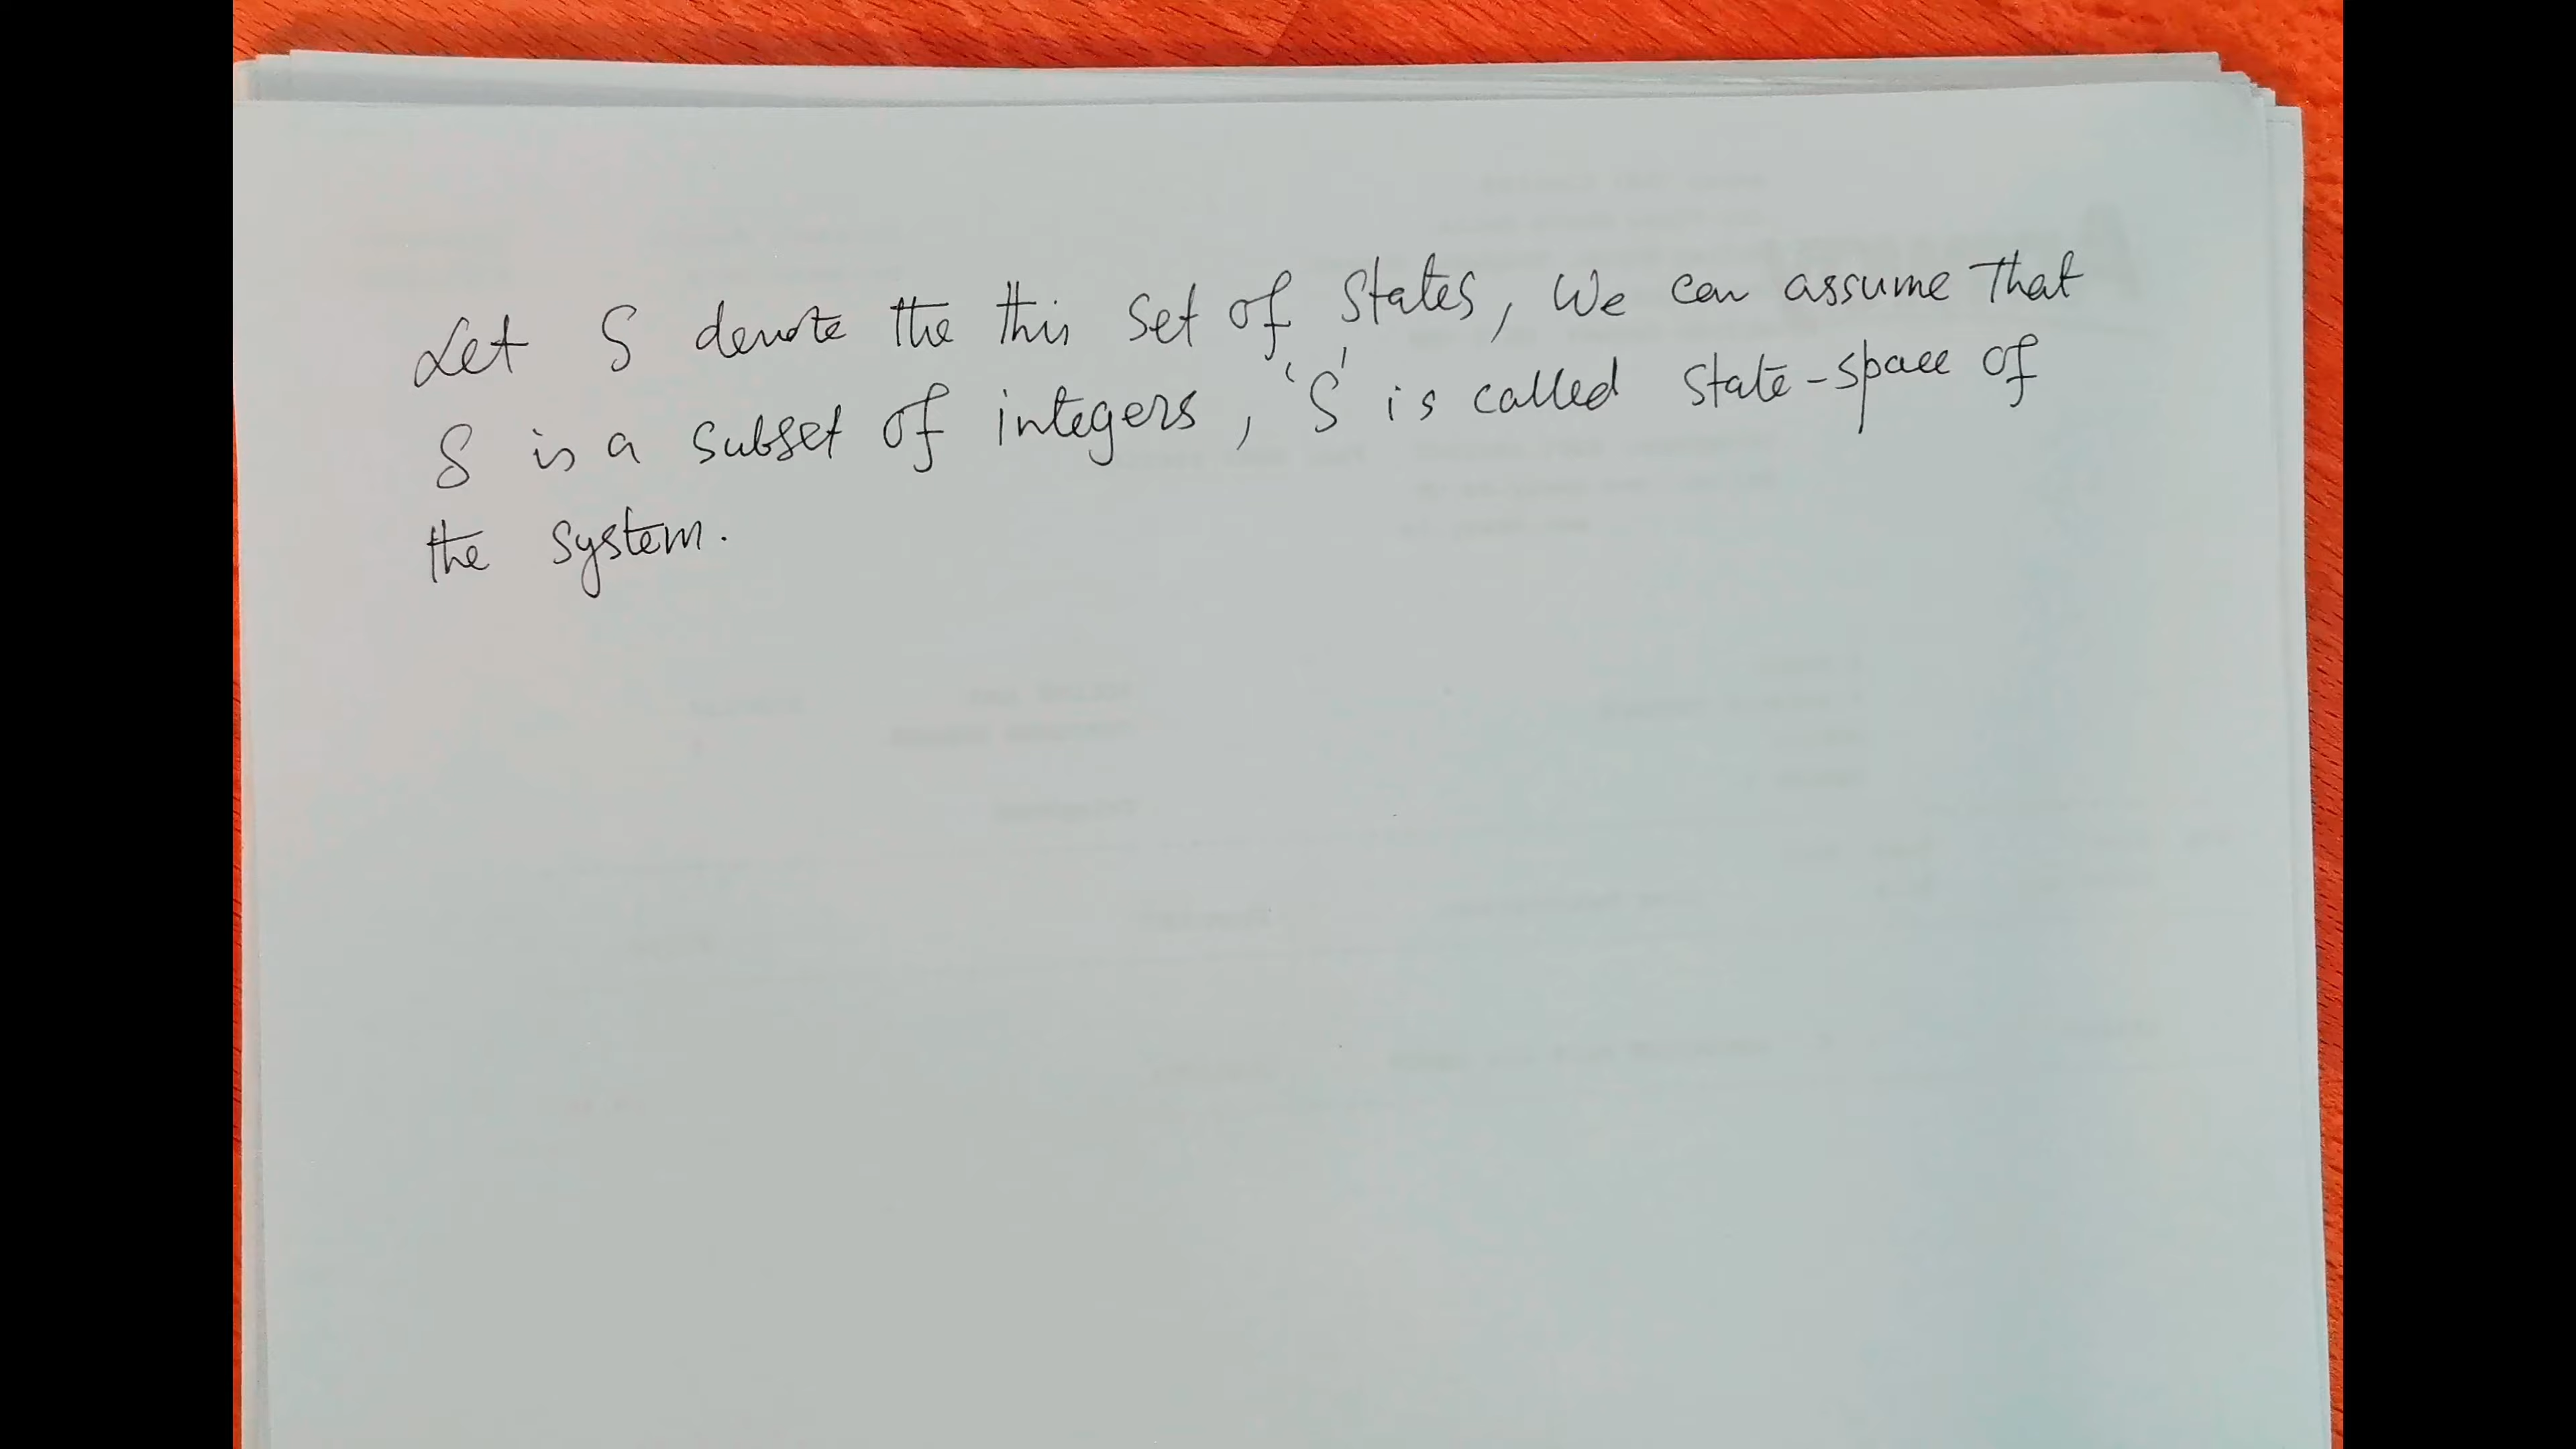 Let S denote the this set of states, We can assume that
S is a subset of integers, 'S' is called state-space of
the system.